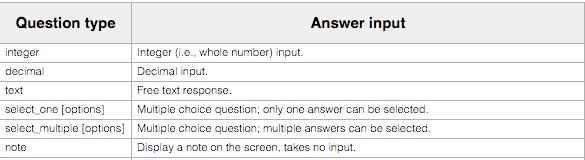 Question type Answer input
integer Integer (i.e., whole number) input.
decimal Decimal input.
text Free text response.
select_one [options] Multiple choice question; only one answer can be selected.
select_multiple [options] Multiple choice question; multiple answers can be selected.
note Display a note on the screen, takes no input.